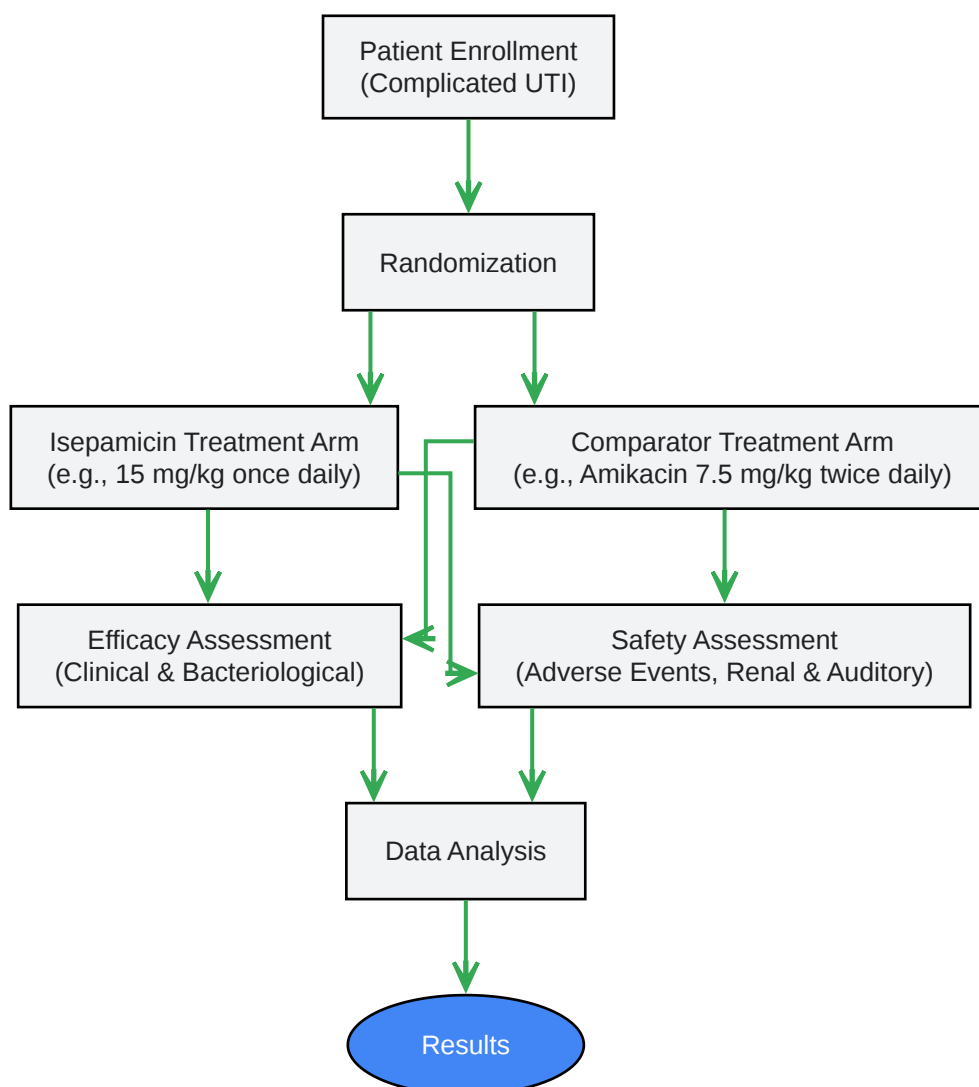 Patient Enrollment
(Complicated UTI)
Randomization
Isepamicin Treatment Arm
(e.g., 15 mg/kg once daily)
Comparator Treatment Arm
(e.g., Amikacin 7.5 mg/kg twice daily)
Efficacy Assessment
(Clinical & Bacteriological)
Safety Assessment
(Adverse Events, Renal & Auditory)
Data Analysis
Results